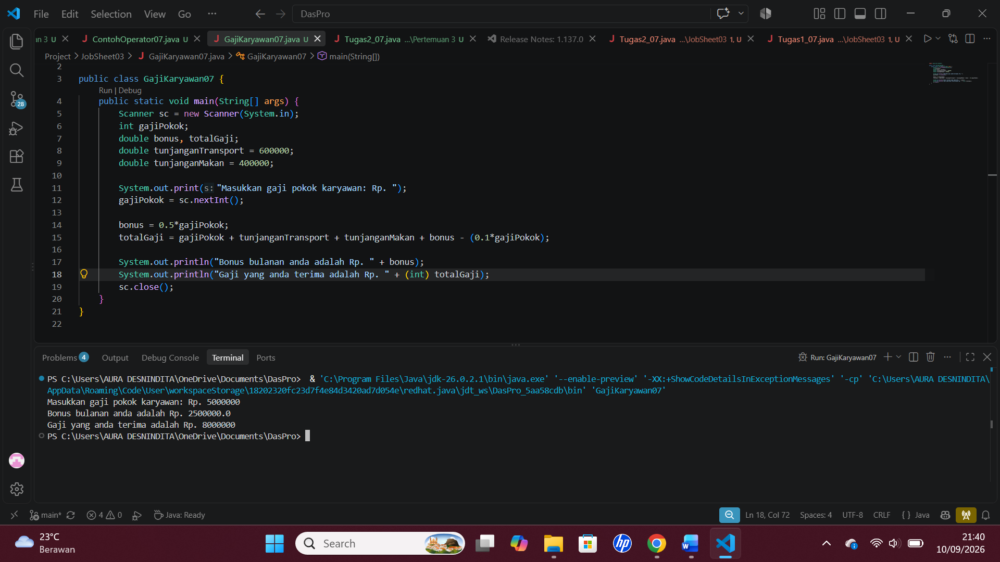 File Edit Selection View Go ··· DasPro
an 3 U ContohOperator07.java U GajiKaryawan07.java U Tugas2_07.java ...\Pertemuan 3 U Release Notes: 1.137.0 Tugas2_07.java ...\JobSheet03 1, U Tugas1_07.java ...\JobSheet03 1, U
Project > JobSheet03 > GajiKaryawan07.java > GajiKaryawan07 > main(String[])
2
3 public class GajiKaryawan07 {
Run | Debug
4 public static void main(String[] args) {
5 Scanner sc = new Scanner(System.in);
6 int gajiPokok;
7 double bonus, totalGaji;
8 double tunjanganTransport = 600000;
9 double tunjanganMakan = 400000;
10
11 System.out.print(s: "Masukkan gaji pokok karyawan: Rp. ");
12 gajiPokok = sc.nextInt();
13
14 bonus = 0.5*gajiPokok;
15 totalGaji = gajiPokok + tunjanganTransport + tunjanganMakan + bonus - (0.1*gajiPokok);
16
17 System.out.println("Bonus bulanan anda adalah Rp. " + bonus);
18 System.out.println("Gaji yang anda terima adalah Rp. " + (int) totalGaji);
19 sc.close();
20 }
21 }
22
28
Problems 4 Output Debug Console Terminal Ports Run: GajiKaryawan07
PS C:\Users\AURA DESNINDITA\OneDrive\Documents\DasPro> & 'C:\Program Files\Java\jdk-26.0.2.1\bin\java.exe' '--enable-preview' '-XX:+ShowCodeDetailsInExceptionMessages' '-cp' 'C:\Users\AURA DESNINDITA\
AppData\Roaming\Code\User\workspaceStorage\18202320fc23d7f4e84d3420ad7d054e\redhat.java\jdt_ws\DasPro_5aa58cdb\bin' 'GajiKaryawan07'
Masukkan gaji pokok karyawan: Rp. 5000000
Bonus bulanan anda adalah Rp. 2500000.0
Gaji yang anda terima adalah Rp. 8000000
PS C:\Users\AURA DESNINDITA\OneDrive\Documents\DasPro>
main* 4 0 Java: Ready Ln 18, Col 72 Spaces: 4 UTF-8 CRLF { } Java
23°C
Berawan
Search
hp
W
21:40
10/09/2026